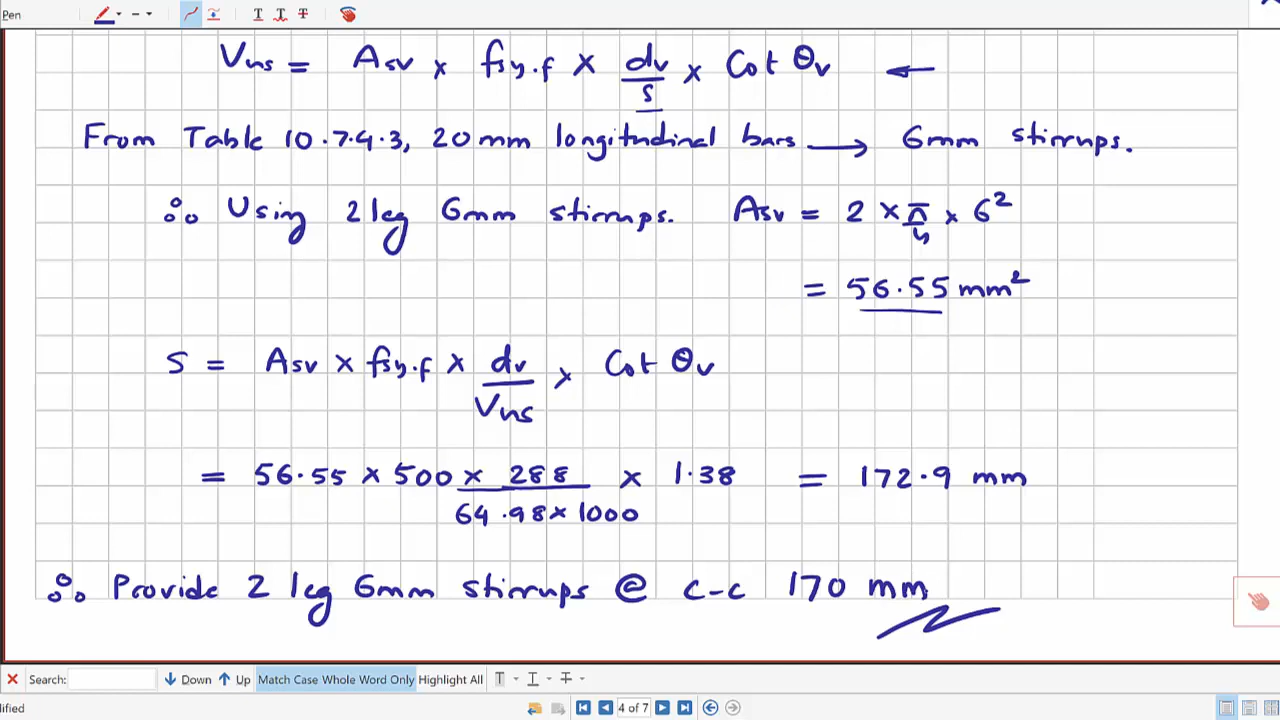 Pen T T T
Vus = Asv × fsy.f × dv/s × Cot θv ←
From Table 10.7.4.3, 20mm longitudinal bars → 6mm stirrups.
∴ Using 2 leg 6mm stirrups. Asv = 2 × π/4 × 6²
= 56.55 mm²
S = Asv × fsy.f × dv/Vus × Cot θv
= 56.55 × 500 × 288/64.98×1000 × 1.38 = 172.9 mm
∴ Provide 2 leg 6mm stirrups @ c-c 170 mm
Search: Down Up Match Case Whole Word Only Highlight All T I T
ified 4 of 7